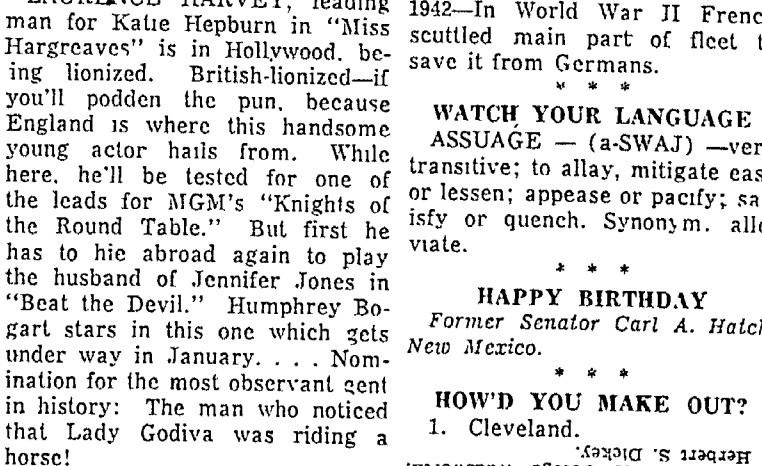 LAURENCE HARVEY, leading
man for Katie Hepburn in "Miss
Hargreaves" is in Hollywood, be-
ing lionized. British-lionized—if
you'll podden the pun, because
England is where this handsome
young actor hails from. While
here, he'll be tested for one of
the leads for MGM's "Knights of
the Round Table." But first he
has to hie abroad again to play
the husband of Jennifer Jones in
"Beat the Devil." Humphrey Bo-
gart stars in this one which gets
under way in January. . . . Nom-
ination for the most observant gent
in history: The man who noticed
that Lady Godiva was riding a
horse!
1942—In World War II Frenc
scuttled main part of fleet t
save it from Germans.
* * *
WATCH YOUR LANGUAGE
ASSUAGE — (a-SWAJ) —ver
transitive; to allay, mitigate eas
or lessen; appease or pacify; sa
isfy or quench. Synonym. alle
viate.
* * *
HAPPY BIRTHDAY
Former Senator Carl A. Hatch
New Mexico.
* * *
HOW'D YOU MAKE OUT?
1. Cleveland.
Herbert S. Dickey.